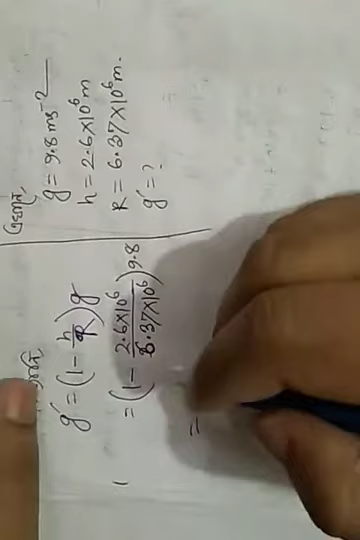 এখানে,
g = 9.8 ms⁻²
h = 2.6×10⁶ m
R = 6.37×10⁶ m.
g′ = ?
g′ = (1 - h/R)g
= (1 - 2.6×10⁶/6.37×10⁶)9.8
=